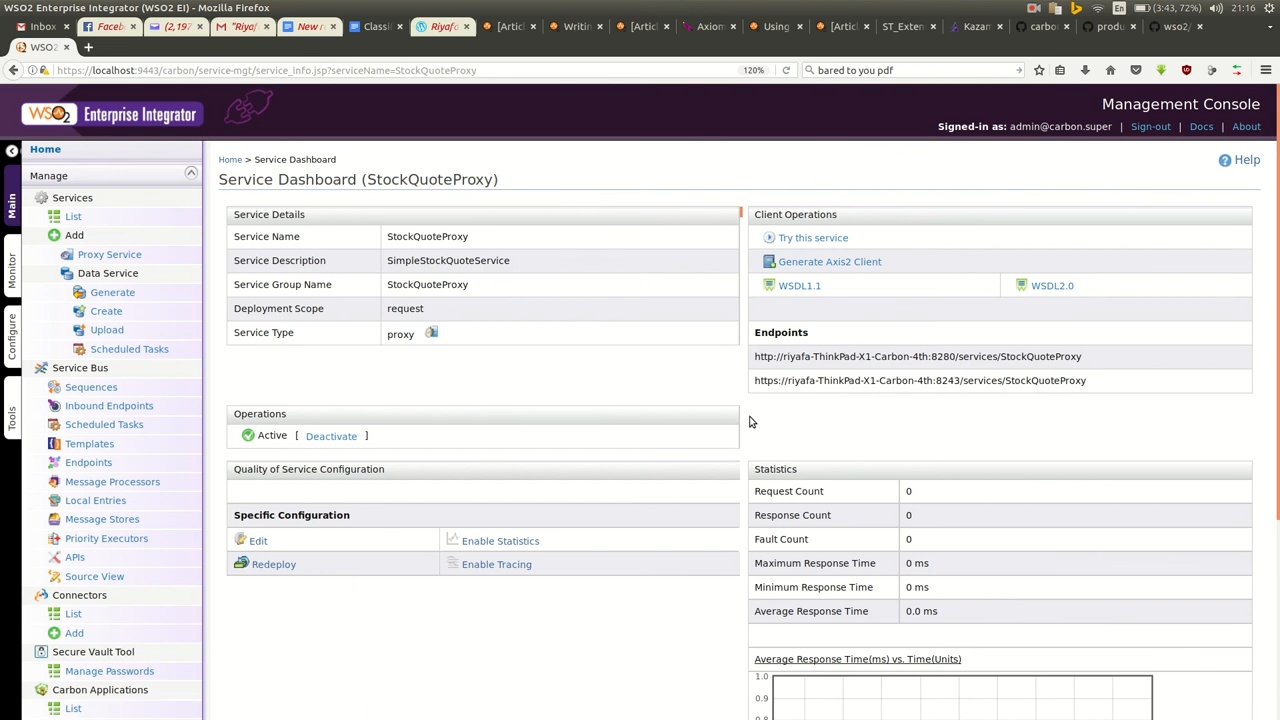 WSO2 Enterprise Integrator (WSO2 EI) - Mozilla Firefox
En
(3:43, 72%)
21:16
Inbox
Faceb
(2,197
"Riyaf
New r
Classi
Riyafa
[Artic
Writin
[Artic
Axiom
Using
[Artic
ST_Exten
Kazan
carbo
produ
wso2/
WSO2
https://localhost:9443/carbon/service-mgt/service_info.jsp?serviceName=StockQuoteProxy
120%
bared to you pdf
WSO2 Enterprise Integrator
Management Console
Signed-in as: admin@carbon.super | Sign-out | Docs | About
Main
Monitor
Configure
Tools
Home
Manage
Services
List
Add
Proxy Service
Data Service
Generate
Create
Upload
Scheduled Tasks
Service Bus
Sequences
Inbound Endpoints
Scheduled Tasks
Templates
Endpoints
Message Processors
Local Entries
Message Stores
Priority Executors
APIs
Source View
Connectors
List
Add
Secure Vault Tool
Manage Passwords
Carbon Applications
List
Home > Service Dashboard
Help
Service Dashboard (StockQuoteProxy)
Service Details
Service Name StockQuoteProxy
Service Description SimpleStockQuoteService
Service Group Name StockQuoteProxy
Deployment Scope request
Service Type proxy
Client Operations
Try this service
Generate Axis2 Client
WSDL1.1 WSDL2.0
Endpoints
http://riyafa-ThinkPad-X1-Carbon-4th:8280/services/StockQuoteProxy
https://riyafa-ThinkPad-X1-Carbon-4th:8243/services/StockQuoteProxy
Operations
Active [ Deactivate ]
Quality of Service Configuration
Specific Configuration
Edit Enable Statistics
Redeploy Enable Tracing
Statistics
Request Count 0
Response Count 0
Fault Count 0
Maximum Response Time 0 ms
Minimum Response Time 0 ms
Average Response Time 0.0 ms
Average Response Time(ms) vs. Time(Units)
1.0
0.9
0.8